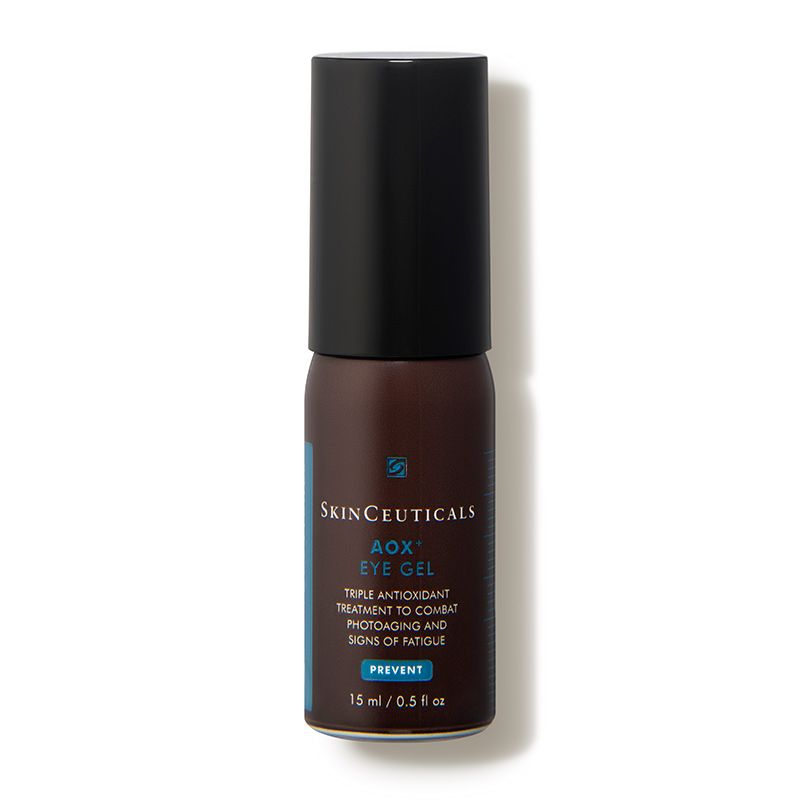 SKINCEUTICALS
AOX+
EYE GEL
TRIPLE ANTIOXIDANT
TREATMENT TO COMBAT
PHOTOAGING AND
SIGNS OF FATIGUE
PREVENT
15 ml / 0.5 fl oz